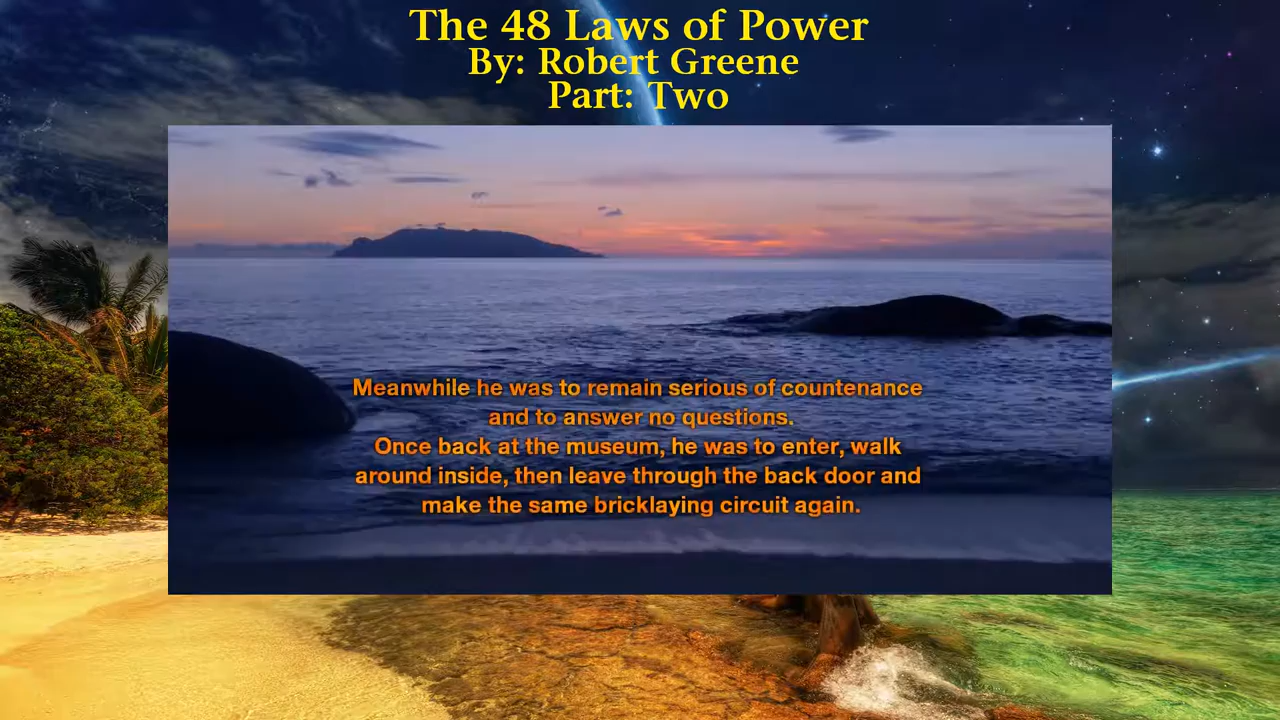 The 48 Laws of Power
By: Robert Greene
Part: Two
Meanwhile he was to remain serious of countenance
and to answer no questions.
Once back at the museum, he was to enter, walk
around inside, then leave through the back door and
make the same bricklaying circuit again.